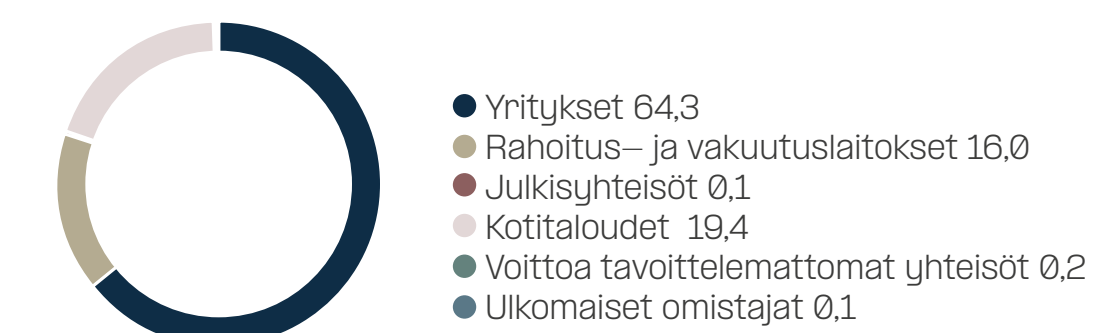 Yritykset 64,3
Rahoitus– ja vakuutuslaitokset 16,0
Julkisyhteisöt 0,1
Kotitaloudet 19,4
Voittoa tavoittelemattomat yhteisöt 0,2
Ulkomaiset omistajat 0,1